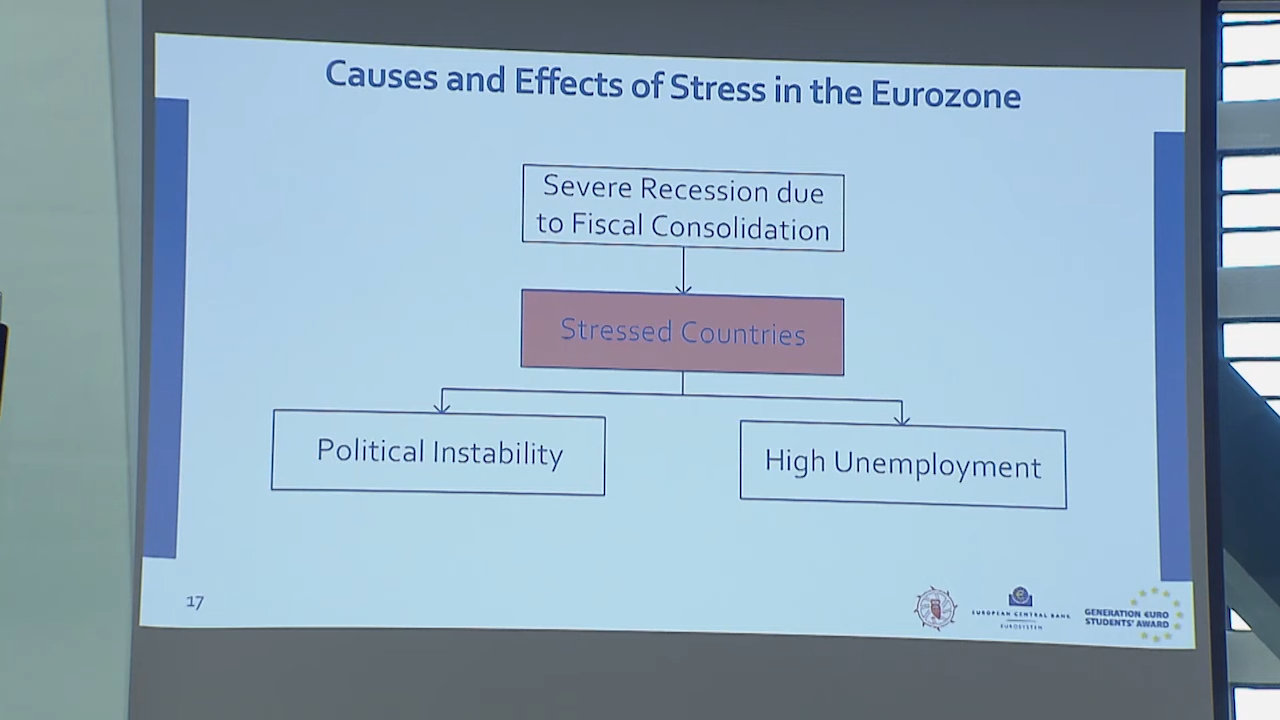 Causes and Effects of Stress in the Eurozone
Severe Recession due
to Fiscal Consolidation
Stressed Countries
Political Instability
High Unemployment
17
EUROPEAN CENTRAL BANK
EUROSYSTEM
GENERATION €URO
STUDENTS' AWARD